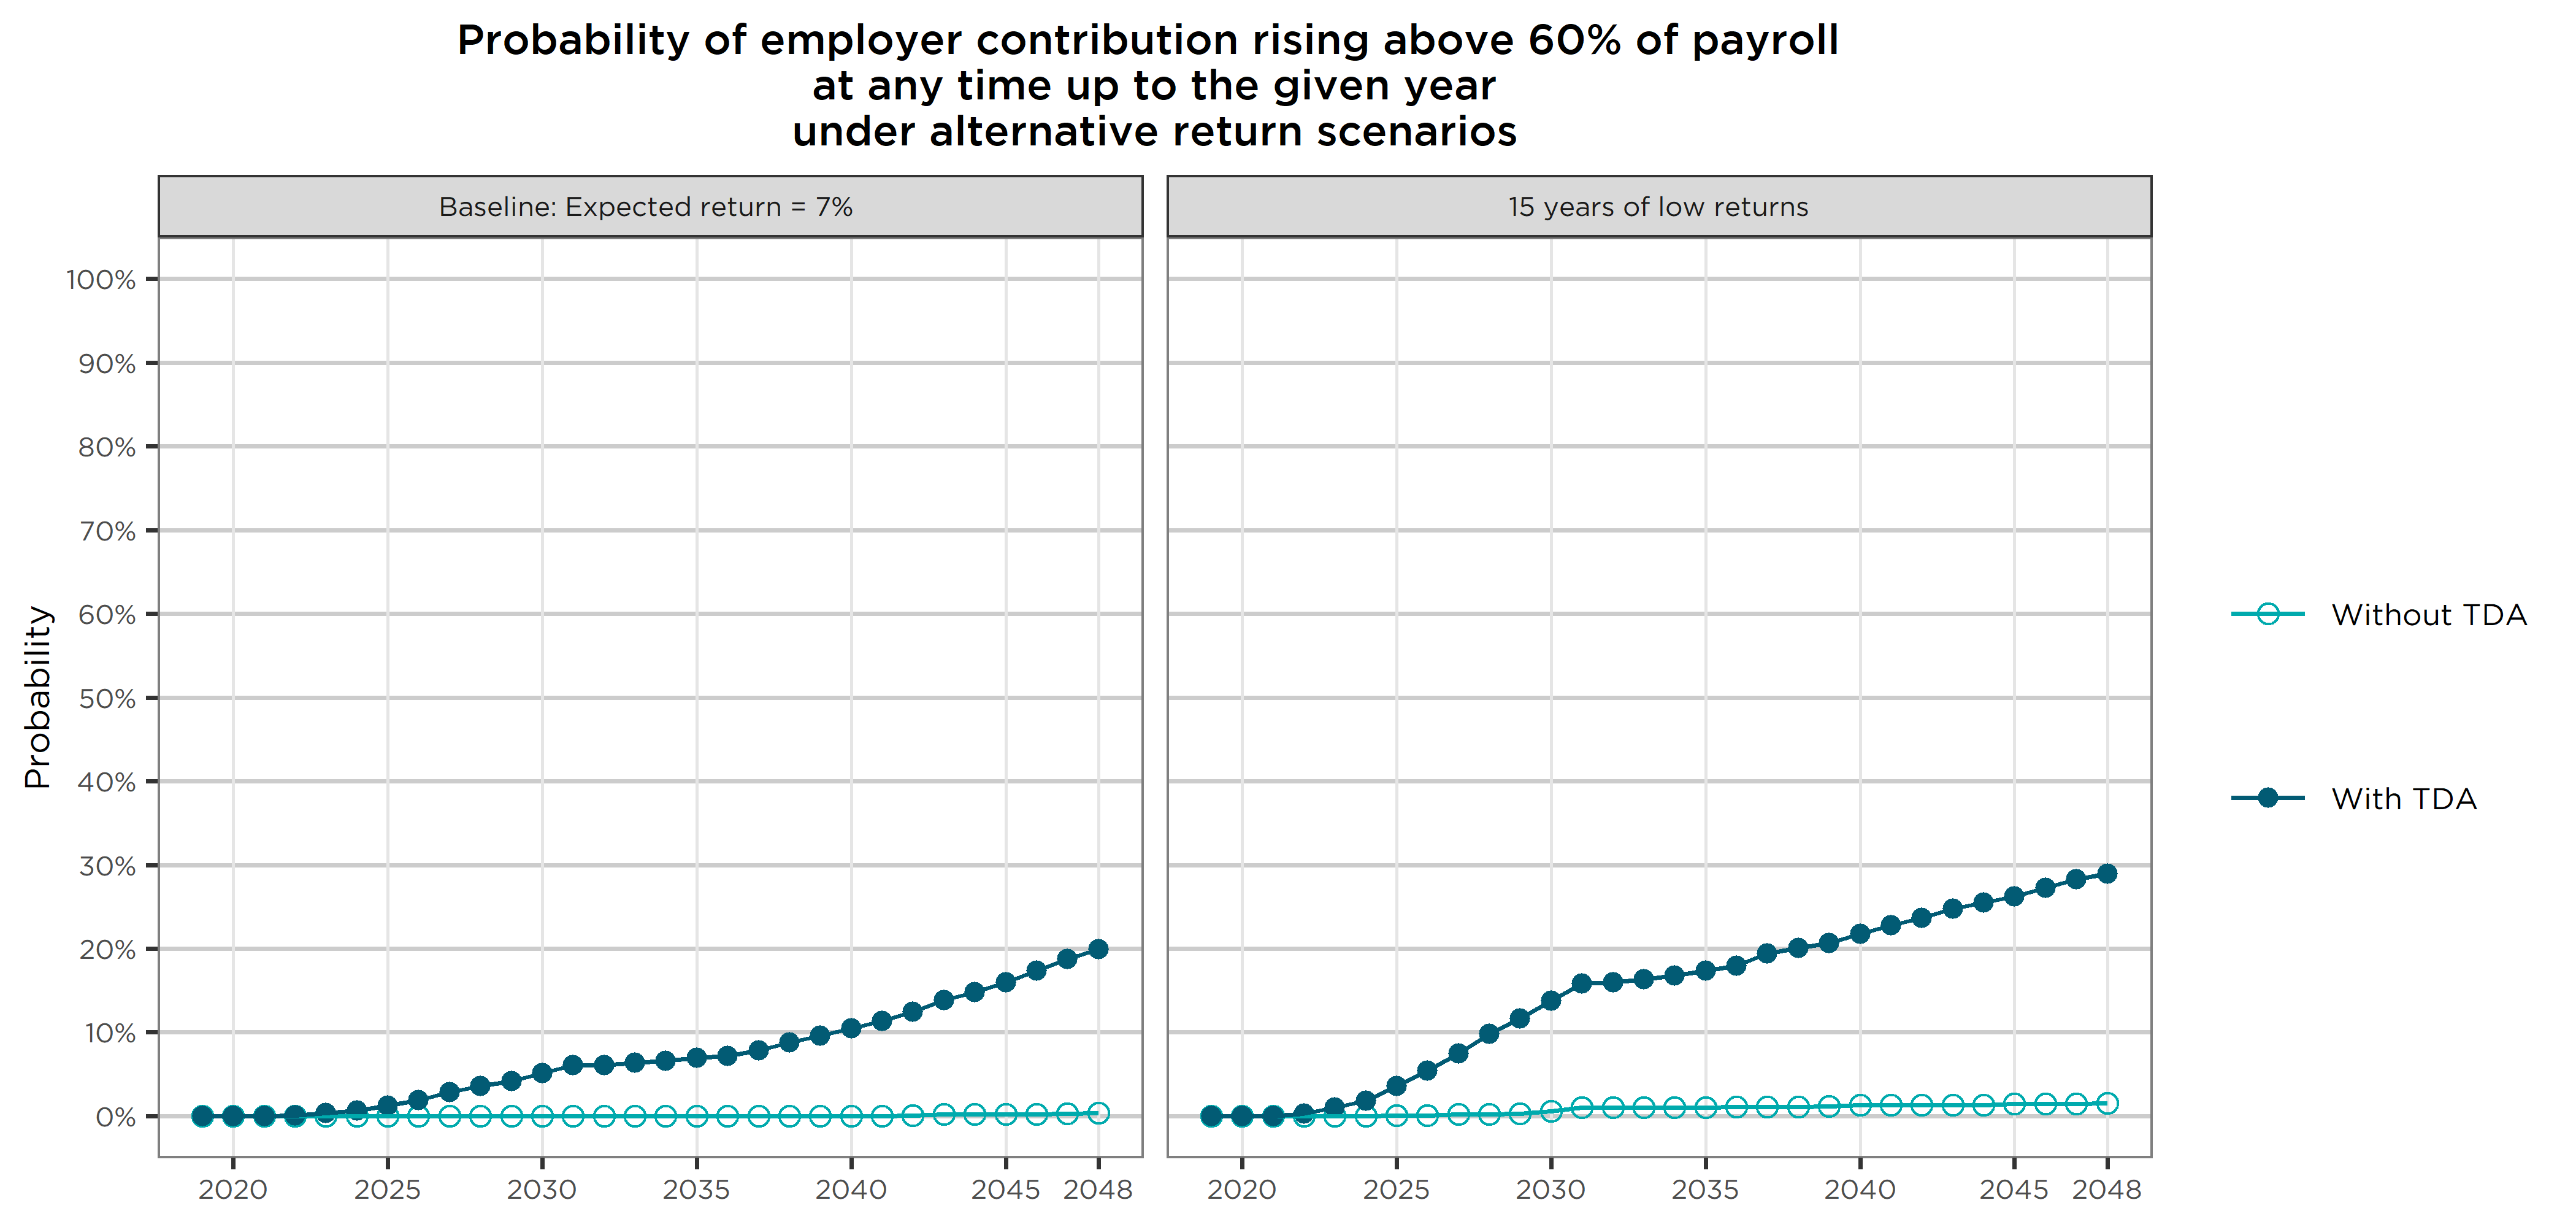 Probability of employer contribution rising above 60% of payroll
at any time up to the given year
under alternative return scenarios
Baseline: Expected return = 7%
15 years of low returns
Probability
100%
90%
80%
70%
60%
50%
40%
30%
20%
10%
0%
2020 2025 2030 2035 2040 2045 2048
2020 2025 2030 2035 2040 2045 2048
Without TDA
With TDA